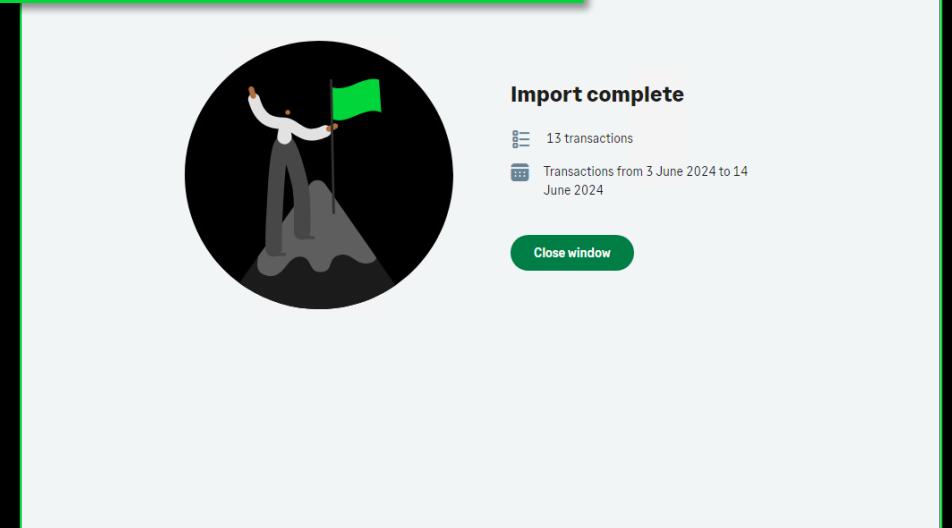 Import complete
13 transactions
Transactions from 3 June 2024 to 14
June 2024
Close window